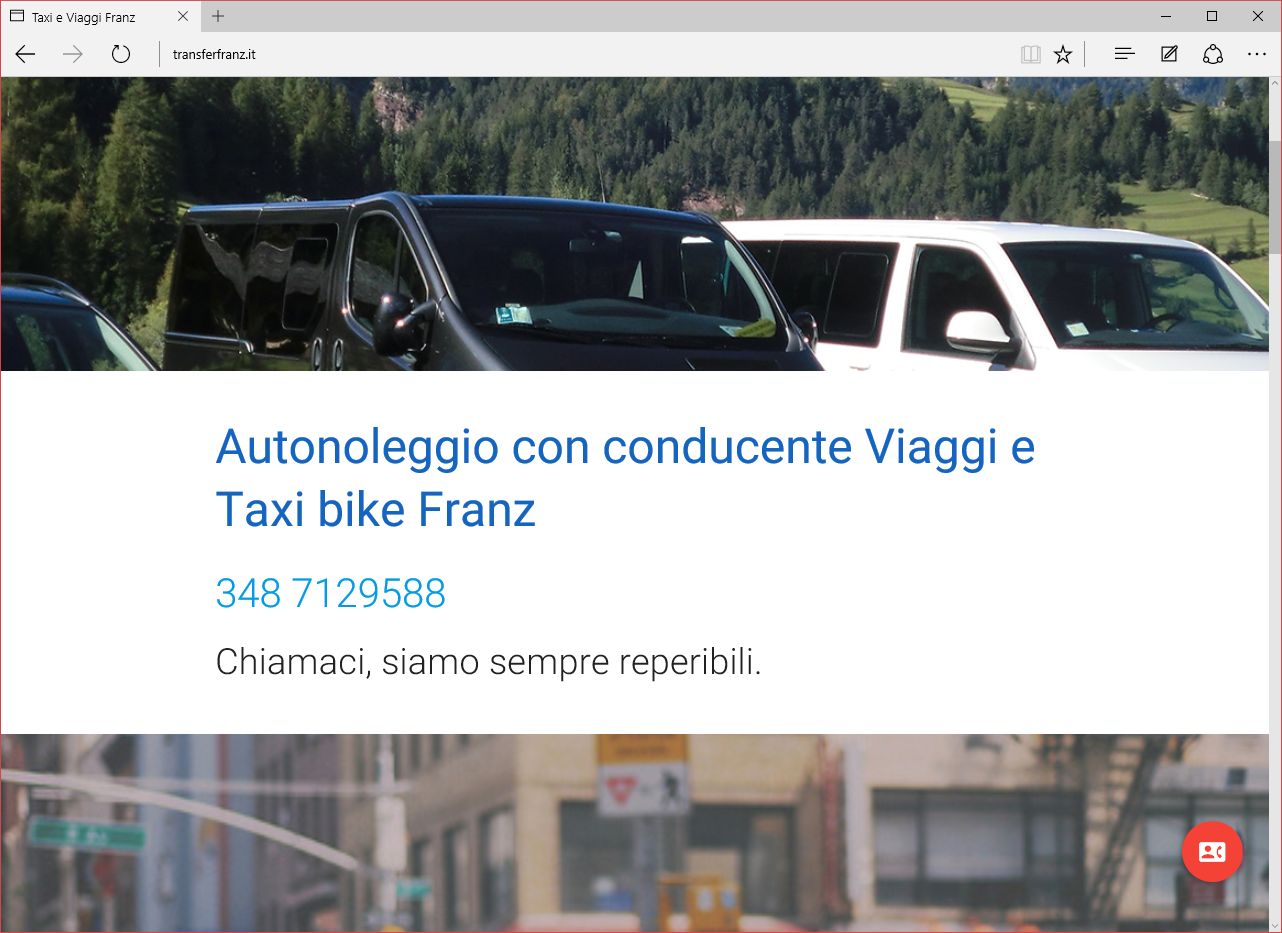 Taxi e Viaggi Franz
transferfranz.it
Autonoleggio con conducente Viaggi e
Taxi bike Franz
348 7129588
Chiamaci, siamo sempre reperibili.